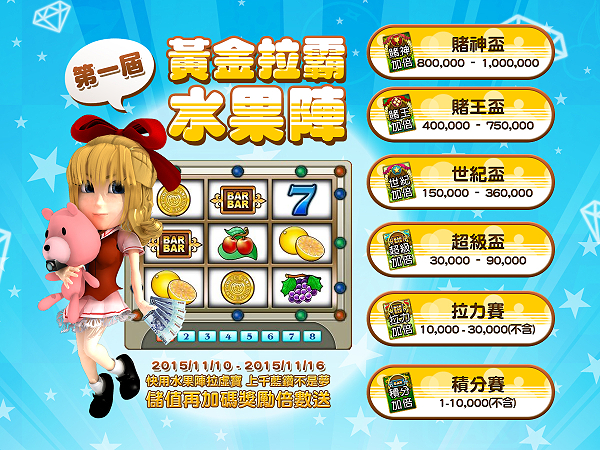 第一屆
黃金拉霸
水果陣
BAR
BAR
7
BAR
BAR
1 2 3 4 5 6 7 8
2015/11/10 - 2015/11/16
快用水果陣拉虛寶 上千藍鑽不是夢
儲值再加碼獎勵倍數送
賭神
加倍
賭神盃
800,000 - 1,000,000
賭王
加倍
賭王盃
400,000 - 750,000
世紀
加倍
世紀盃
150,000 - 360,000
超級
加倍
超級盃
30,000 - 90,000
拉力
加倍
拉力賽
10,000 - 30,000(不含)
積分
加倍
積分賽
1-10,000(不含)